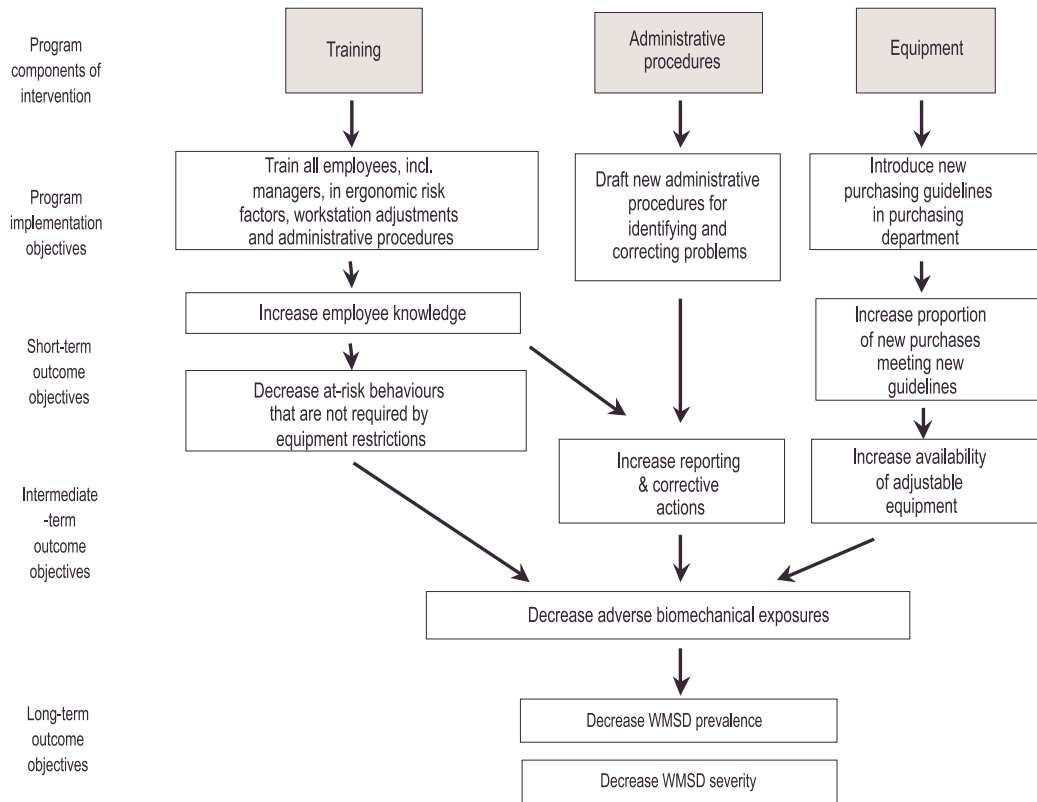 Program
components of
intervention
Training
Administrative
procedures
Equipment
Program
implementation
objectives
Train all employees, incl.
managers, in ergonomic risk
factors, workstation adjustments
and administrative procedures
Draft new administrative
procedures for
identifying and
correcting problems
Introduce new
purchasing guidelines
in purchasing
department
Short-term
outcome
objectives
Increase employee knowledge
Increase proportion
of new purchases
meeting new
guidelines
Decrease at-risk behaviours
that are not required by
equipment restrictions
Intermediate
-term
outcome
objectives
Increase reporting
& corrective
actions
Increase availability
of adjustable
equipment
Decrease adverse biomechanical exposures
Long-term
outcome
objectives
Decrease WMSD prevalence
Decrease WMSD severity